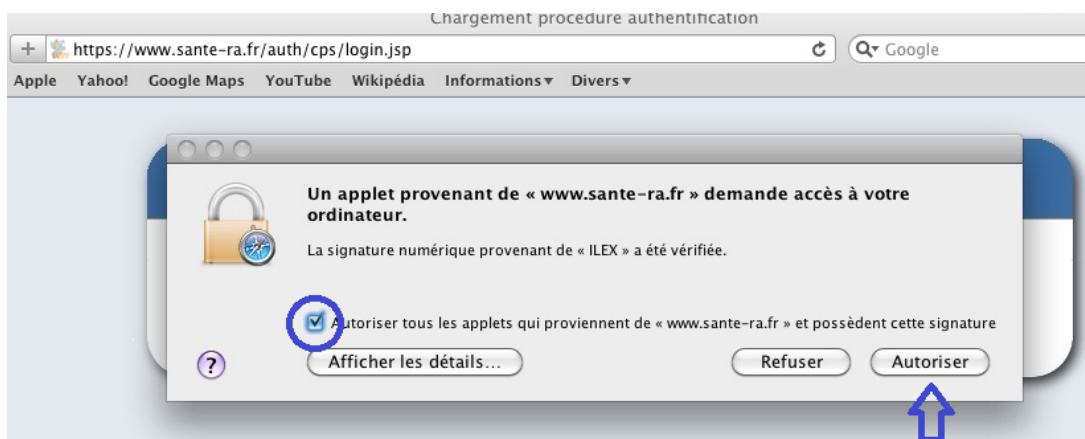 Chargement procédure authentification
https://www.sante-ra.fr/auth/cps/login.jsp Google
Apple Yahoo! Google Maps YouTube Wikipédia Informations Divers
Un applet provenant de « www.sante-ra.fr » demande accès à votre
ordinateur.
La signature numérique provenant de « ILEX » a été vérifiée.
Autoriser tous les applets qui proviennent de « www.sante-ra.fr » et possèdent cette signature
? Afficher les détails... Refuser Autoriser